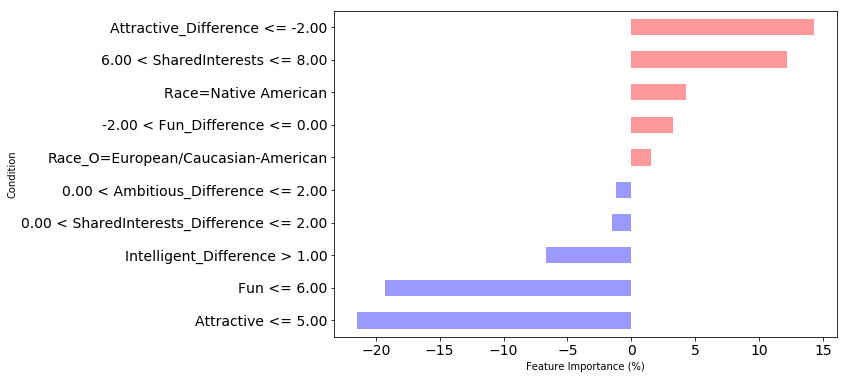 Attractive_Difference <= -2.00
6.00 < SharedInterests <= 8.00
Race=Native American
-2.00 < Fun_Difference <= 0.00
Race_O=European/Caucasian-American
0.00 < Ambitious_Difference <= 2.00
0.00 < SharedInterests_Difference <= 2.00
Intelligent_Difference > 1.00
Fun <= 6.00
Attractive <= 5.00
Condition
−20 −15 −10 −5 0 5 10 15
Feature Importance (%)